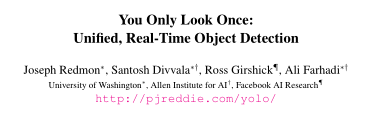 You Only Look Once:
Unified, Real-Time Object Detection
Joseph Redmon*, Santosh Divvala*†, Ross Girshick¶, Ali Farhadi*†
University of Washington*, Allen Institute for AI†, Facebook AI Research¶
http://pjreddie.com/yolo/